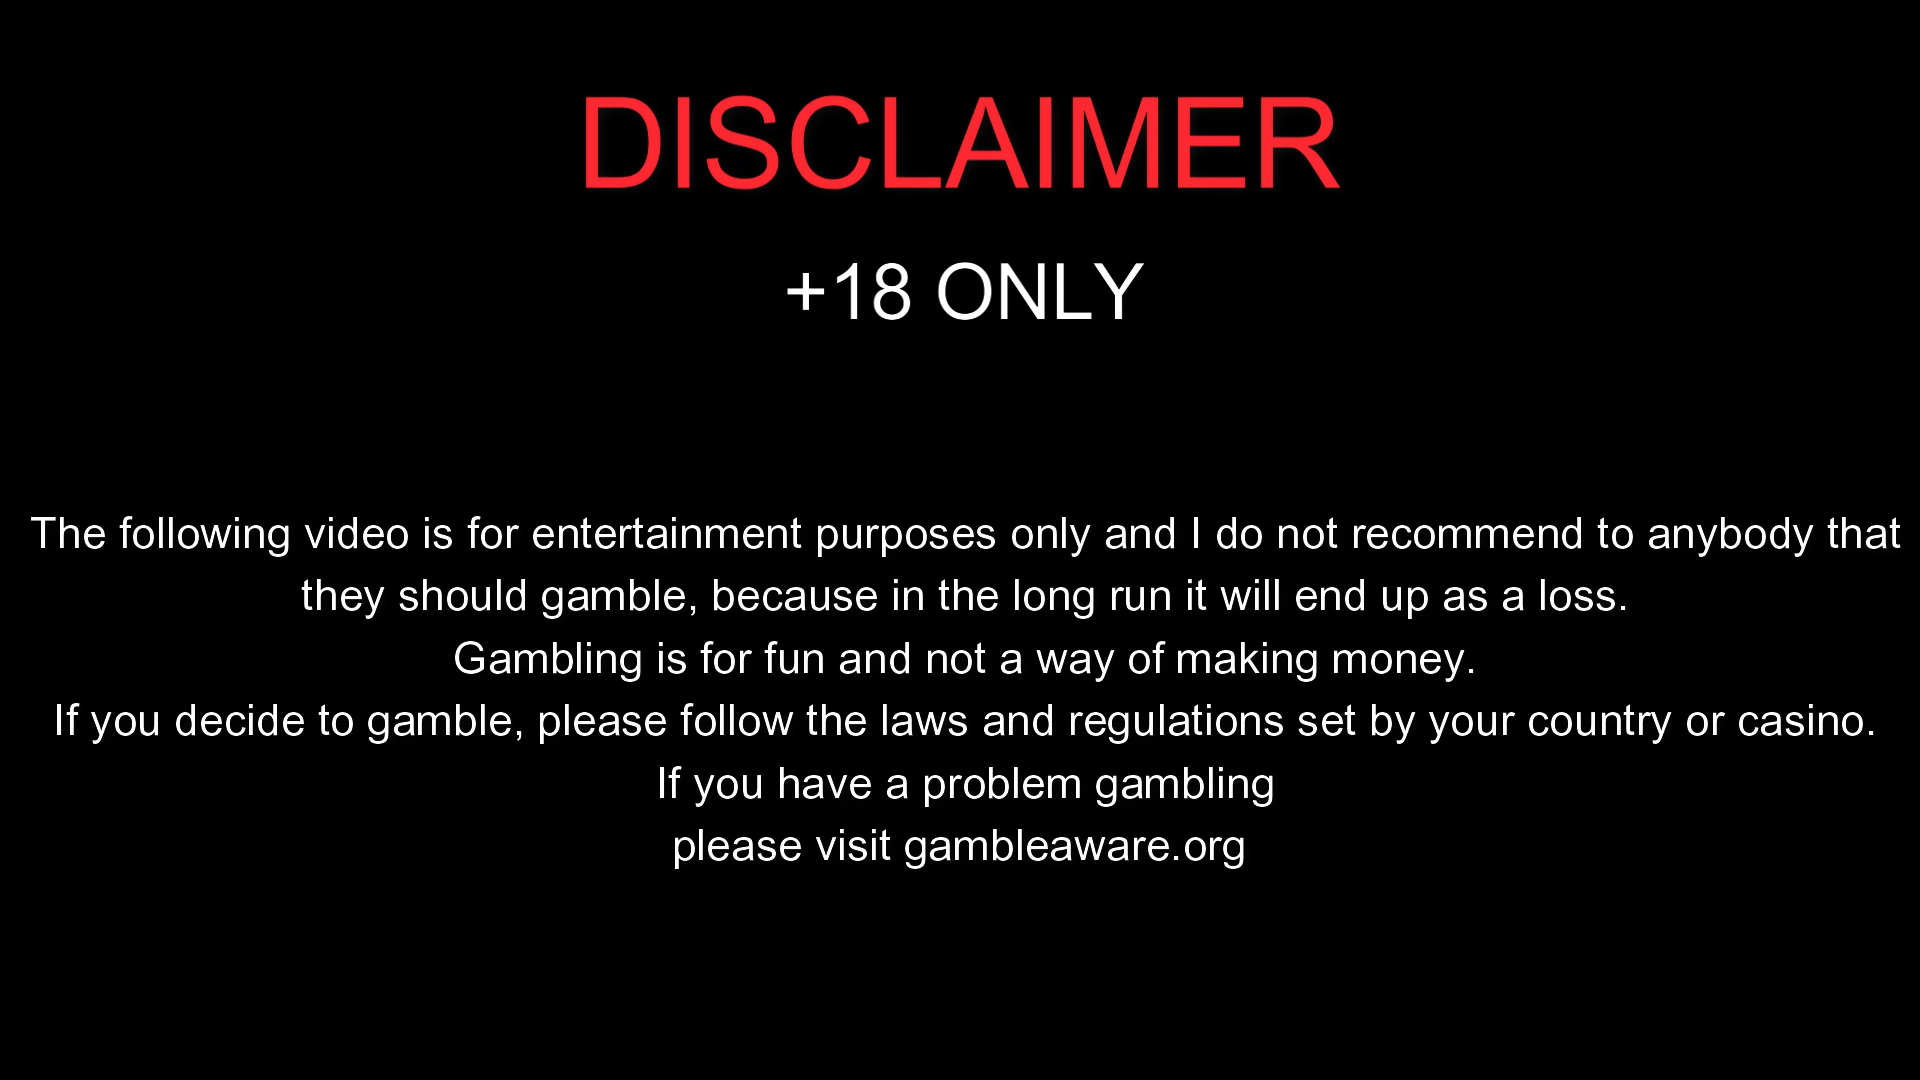 DISCLAIMER
+18 ONLY
The following video is for entertainment purposes only and I do not recommend to anybody that
they should gamble, because in the long run it will end up as a loss.
Gambling is for fun and not a way of making money.
If you decide to gamble, please follow the laws and regulations set by your country or casino.
If you have a problem gambling
please visit gambleaware.org